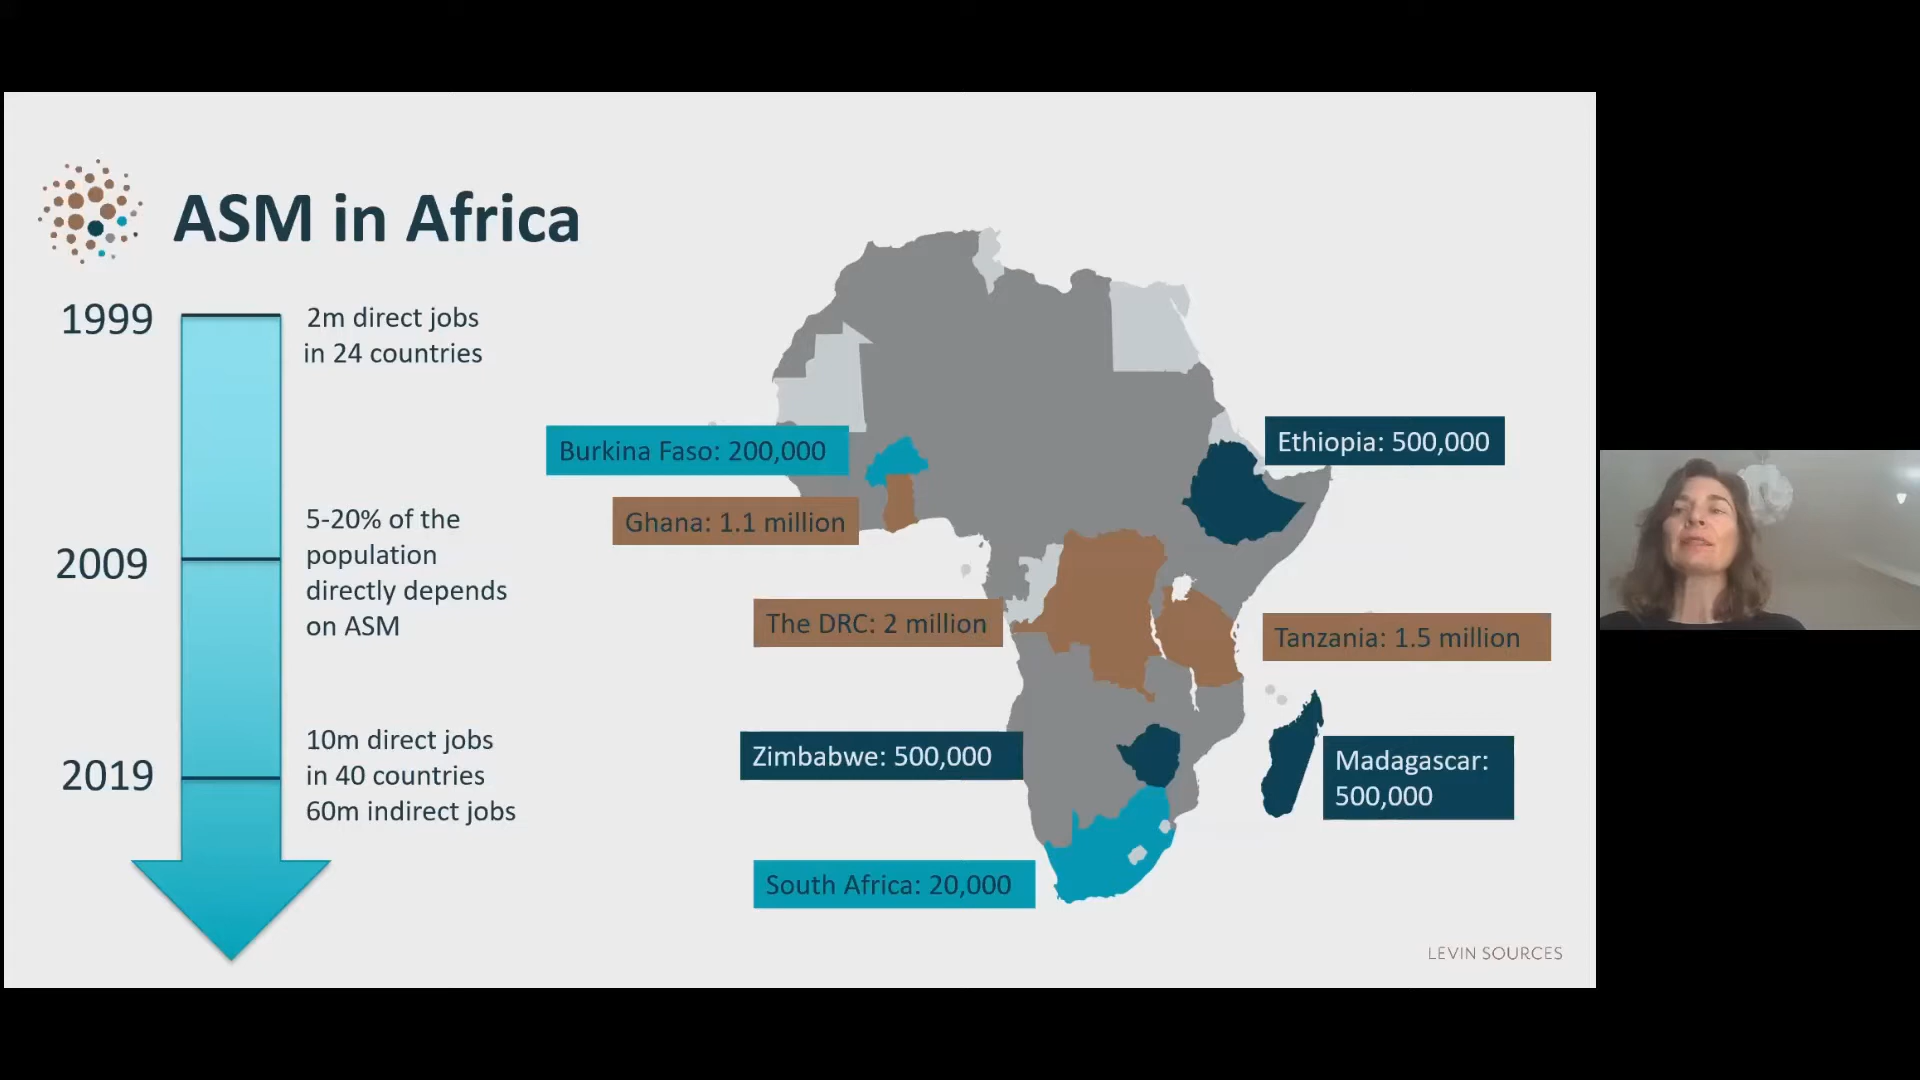 ASM in Africa
1999
2m direct jobs
in 24 countries
2009
5-20% of the
population
directly depends
on ASM
2019
10m direct jobs
in 40 countries
60m indirect jobs
Burkina Faso: 200,000
Ghana: 1.1 million
The DRC: 2 million
Zimbabwe: 500,000
South Africa: 20,000
Ethiopia: 500,000
Tanzania: 1.5 million
Madagascar:
500,000
LEVIN SOURCES